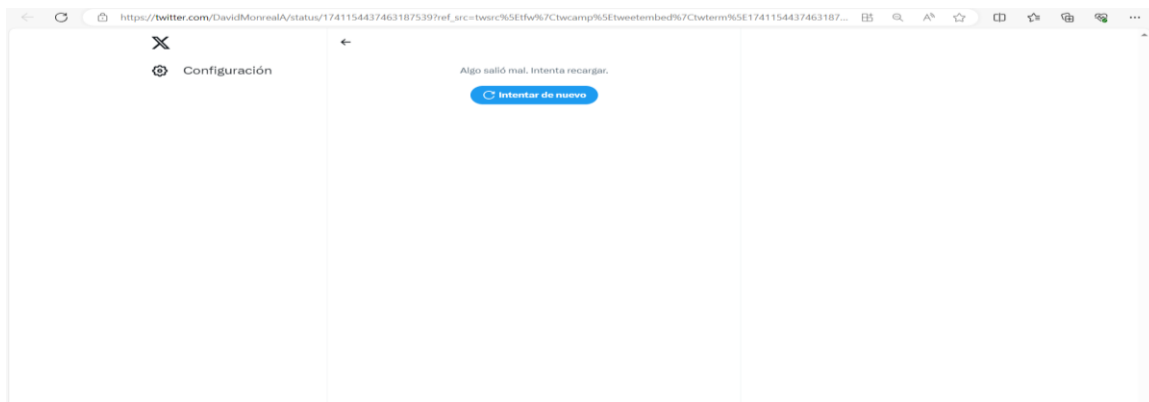 https://twitter.com/DavidMonrealA/status/1741154437463187539?ref_src=twsrc%5Etfw%7Ctwcamp%5Etweetembed%7Ctwterm%5E1741154437463187...
Configuración
Algo salió mal. Intenta recargar.
Intentar de nuevo